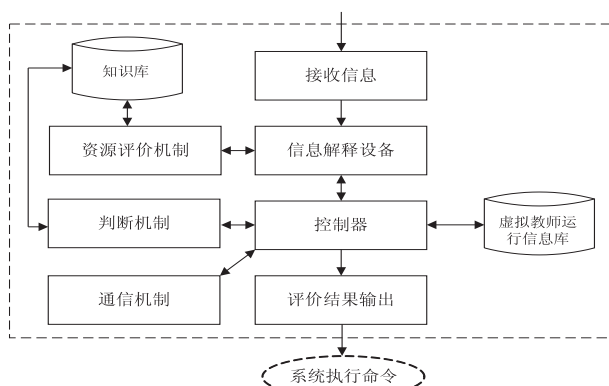 知识库
接收信息
资源评价机制
信息解释设备
判断机制
控制器
虚拟教师运
行信息库
通信机制
评价结果输出
系统执行命令